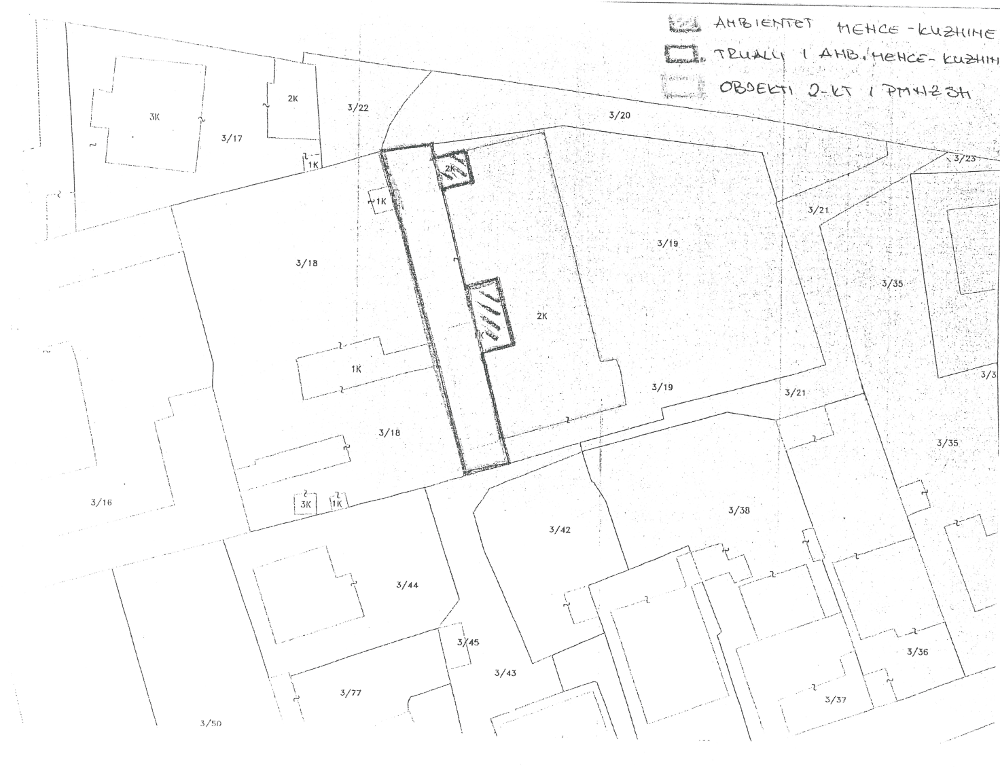 AMBIENTET MENCE-KUZHINE
TRUALLI I AMB. MENCE-KUZHIN
OBJEKTI 2-KT I PMNZSH
3/20
3/22
2K
3K
3/17
1K
3/23
2K
1K
3/21
3/19
3/18
3/35
2K
1K
1K
3/3
3/19
3/21
3/18
3/35
3/16
3K
1K
3/38
3/42
3/44
3/45
3/36
3/43
3/77
3/37
3/50